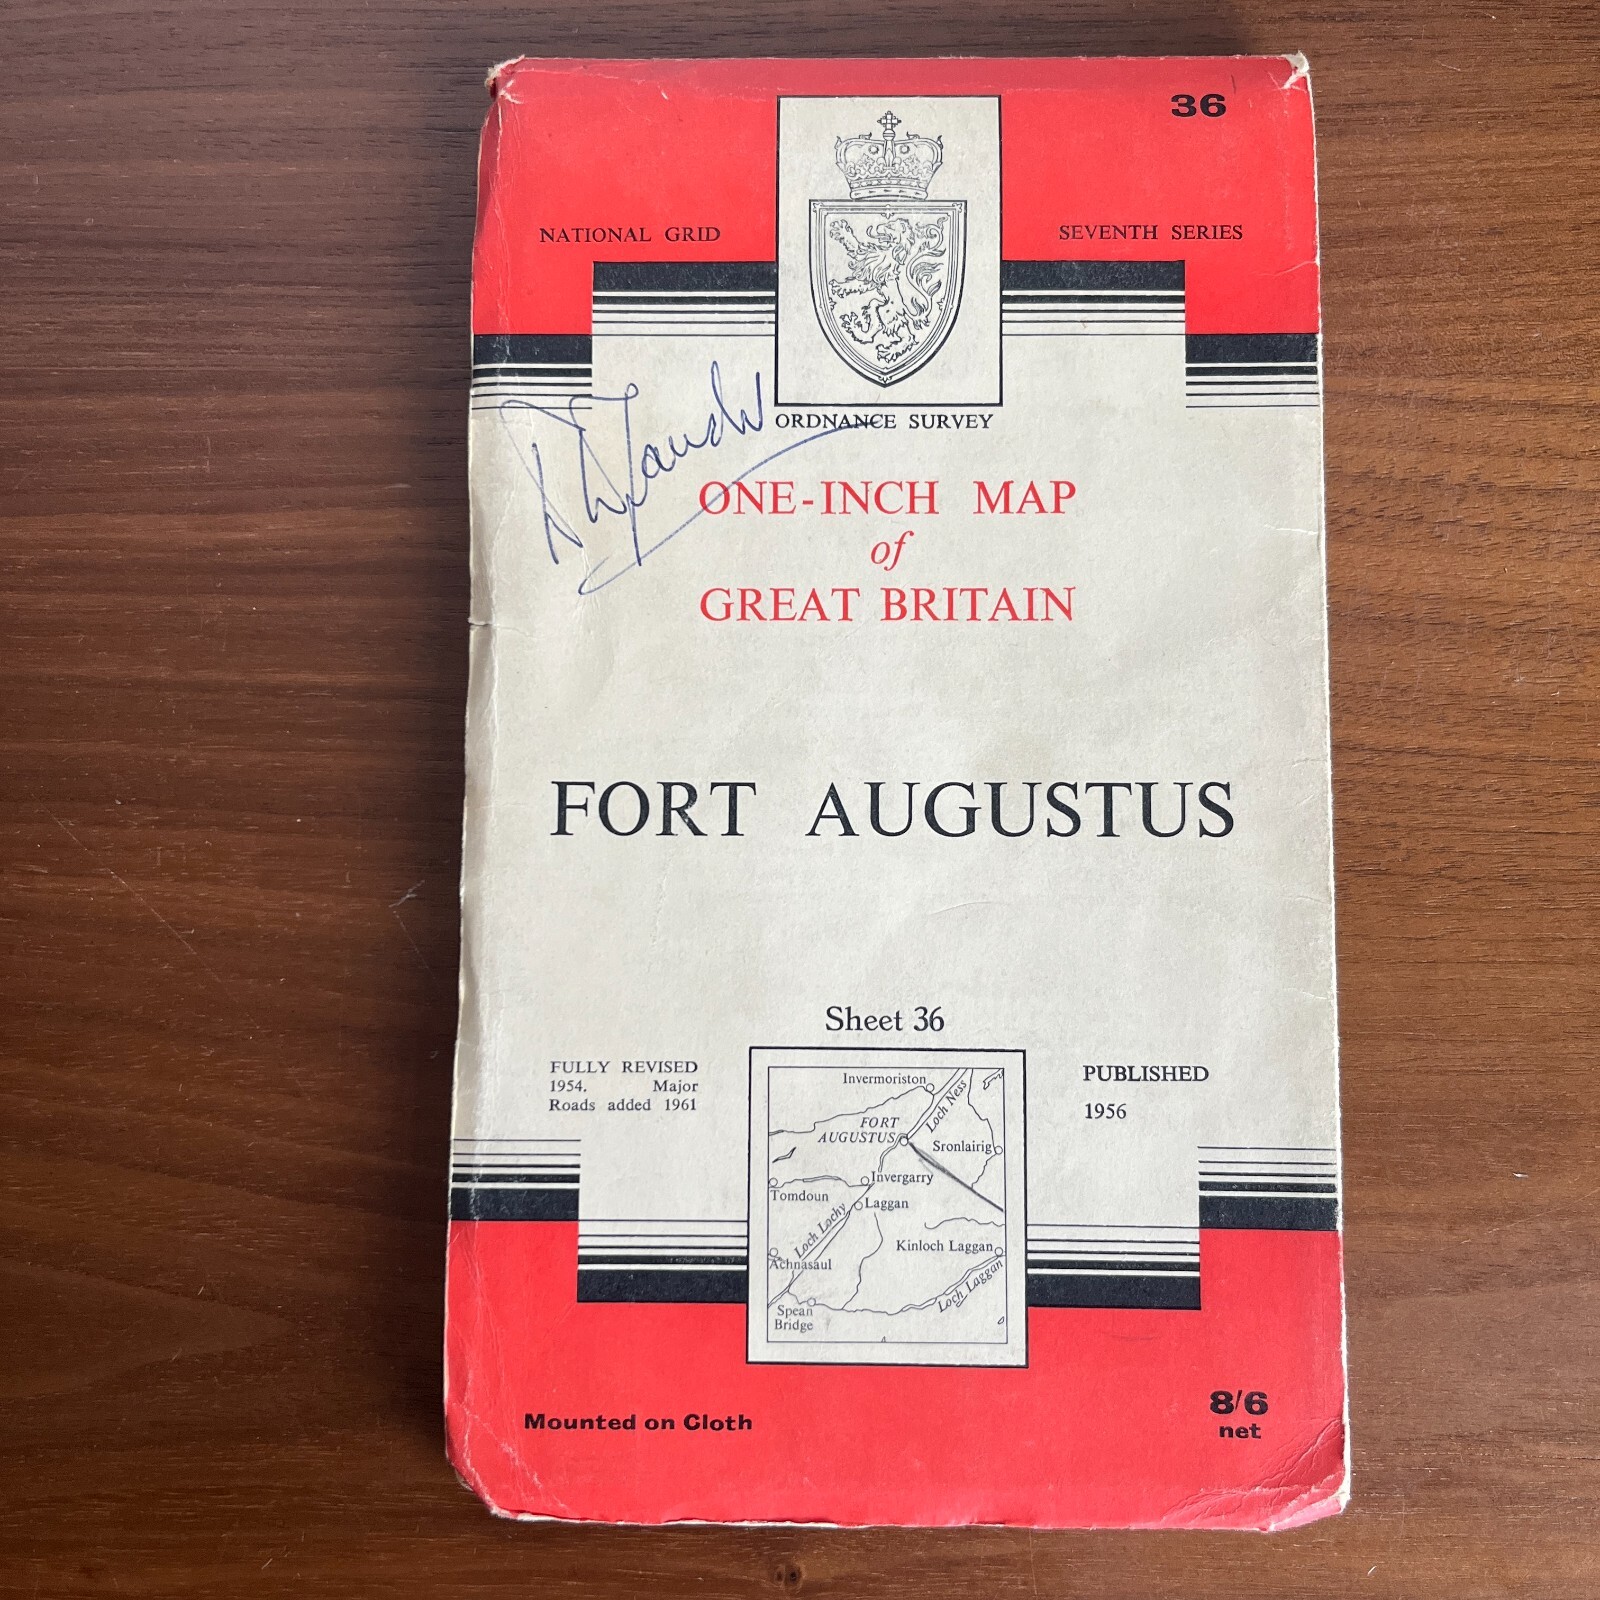 36
NATIONAL GRID
SEVENTH SERIES
ORDNANCE SURVEY
ONE-INCH MAP
of
GREAT BRITAIN
FORT AUGUSTUS
Sheet 36
FULLY REVISED
1954. Major
Roads added 1961
PUBLISHED
1956
Invermoriston
Loch Ness
FORT
AUGUSTUS
Sronlairig
Invergarry
Tomdoun
Laggan
Loch Lochy
Kinloch Laggan
Achnasaul
Loch Laggan
Spean
Bridge
Mounted on Cloth
8/6
net